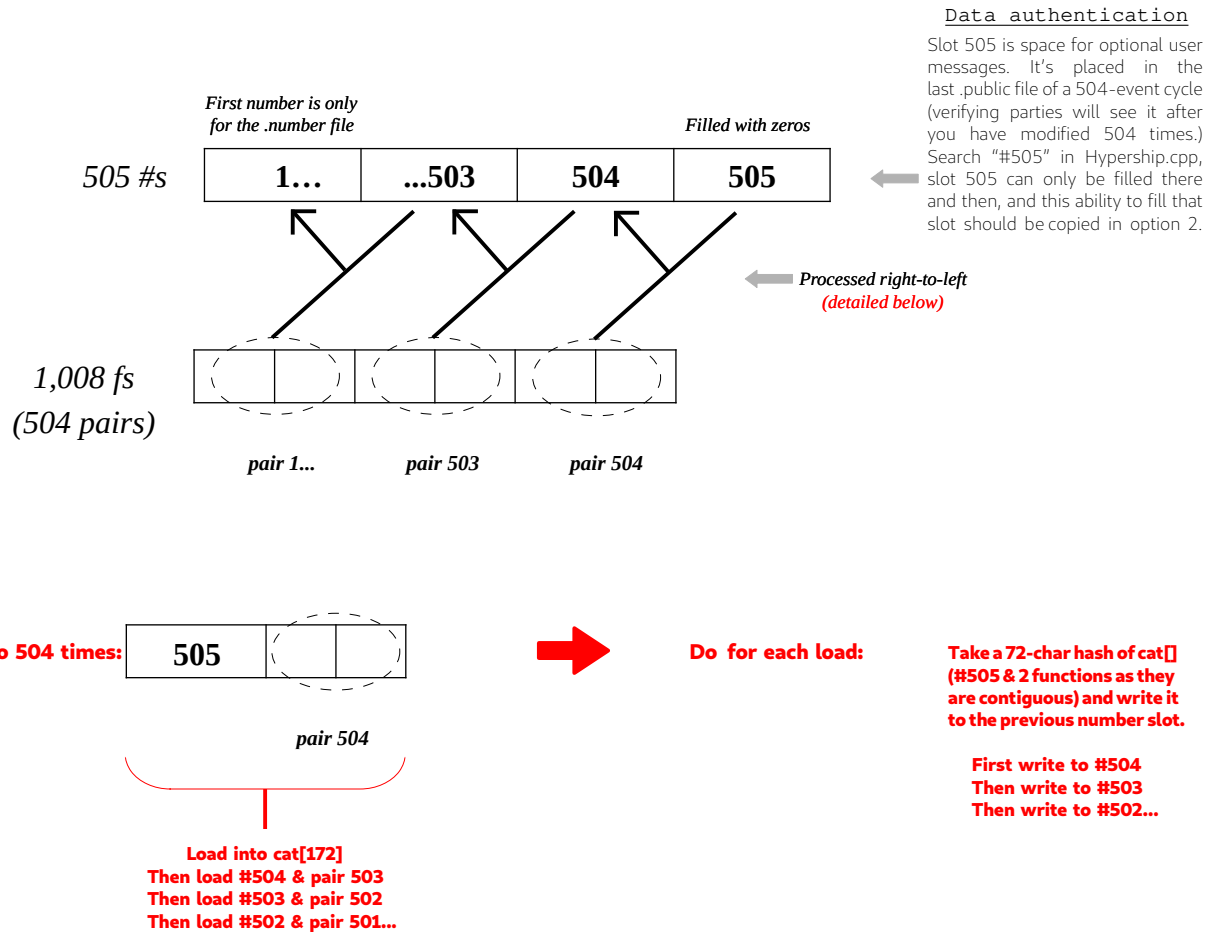 Data authentication
Slot 505 is space for optional user
messages. It's placed in the
last .public file of a 504-event cycle
(verifying parties will see it after
you have modified 504 times.)
Search “#505” in Hypership.cpp,
slot 505 can only be filled there
and then, and this ability to fill that
slot should be copied in option 2.
First number is only
for the .number file
Filled with zeros
505 #s
1...
...503
504
505
Processed right-to-left
(detailed below)
1,008 fs
(504 pairs)
pair 1...
pair 503
pair 504
504 times:
505
pair 504
Do for each load:
Take a 72-char hash of cat[]
(#505 & 2 functions as they
are contiguous) and write it
to the previous number slot.
First write to #504
Then write to #503
Then write to #502...
Load into cat[172]
Then load #504 & pair 503
Then load #503 & pair 502
Then load #502 & pair 501...